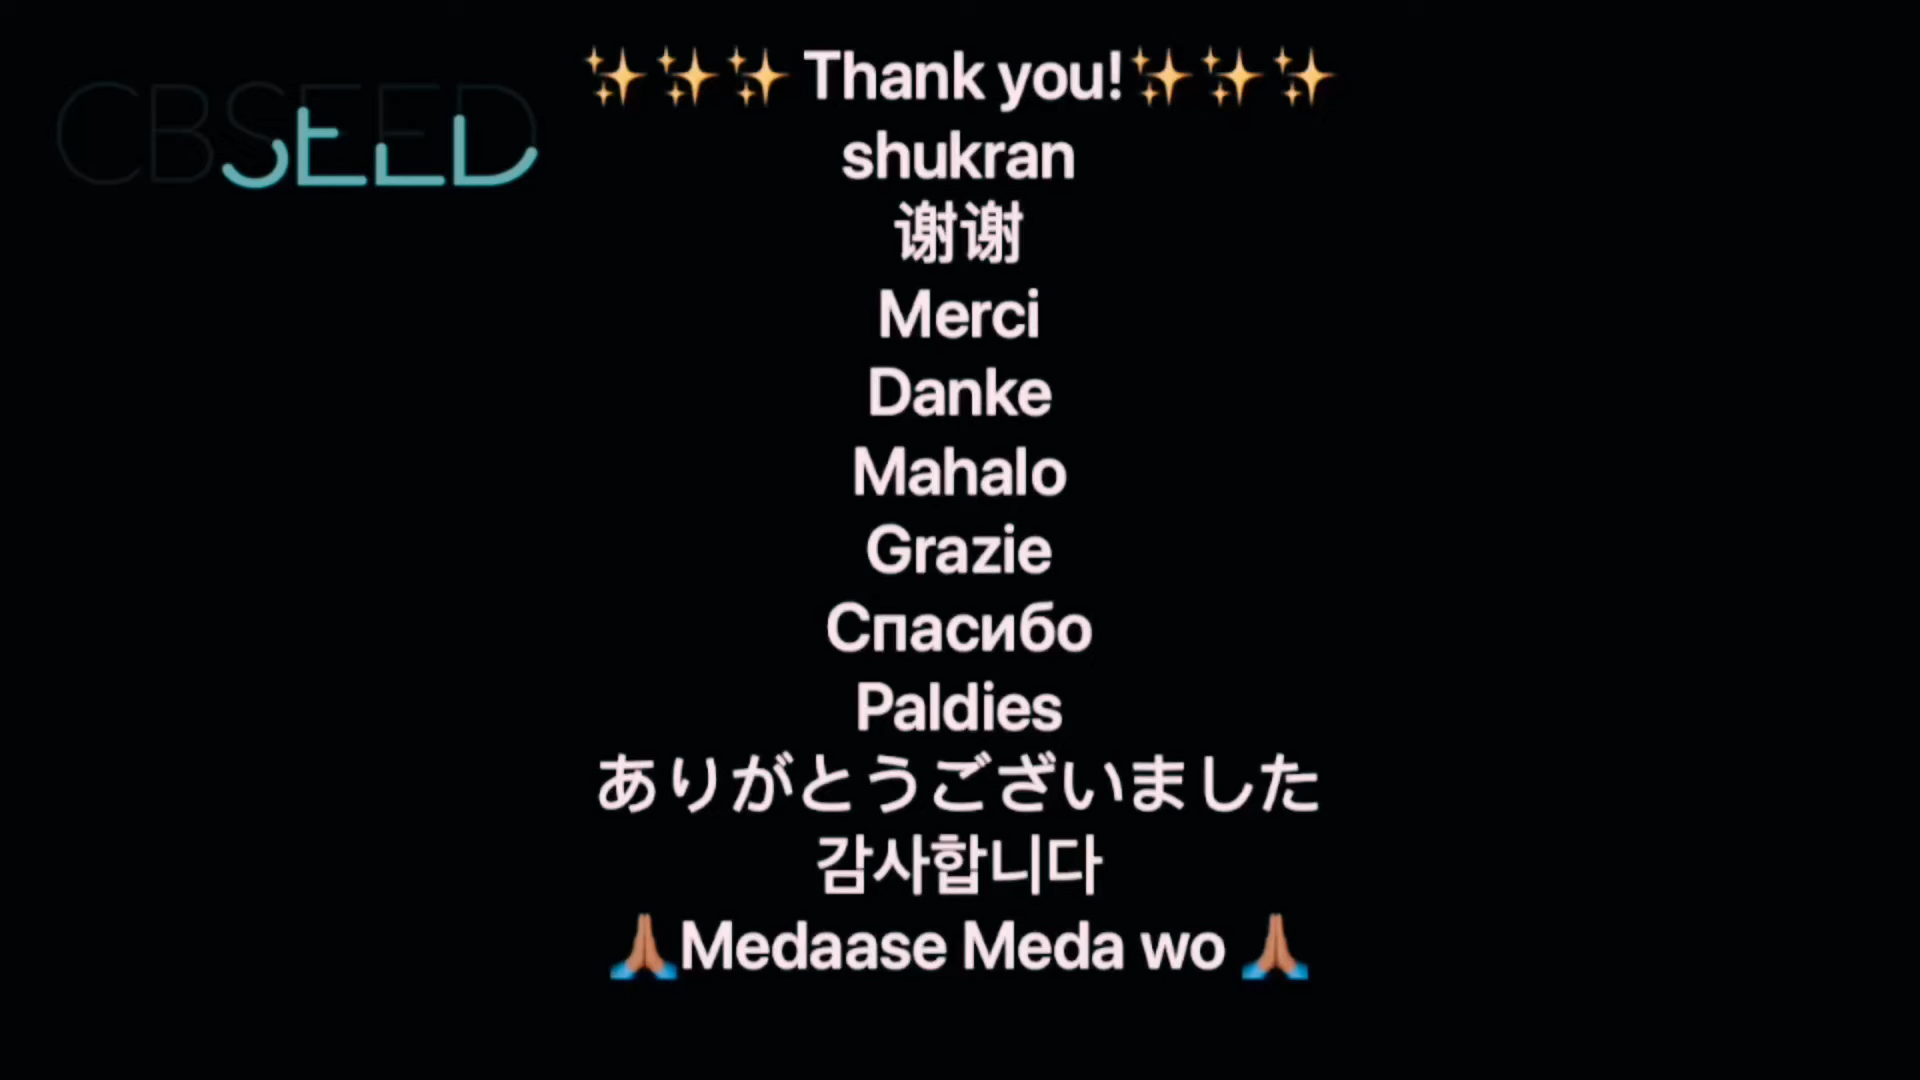 CBSEED
✨✨✨ Thank you!✨✨✨
shukran
谢谢
Merci
Danke
Mahalo
Grazie
Спасибо
Paldies
ありがとうございました
감사합니다
🙏🏽Medaase Meda wo 🙏🏽